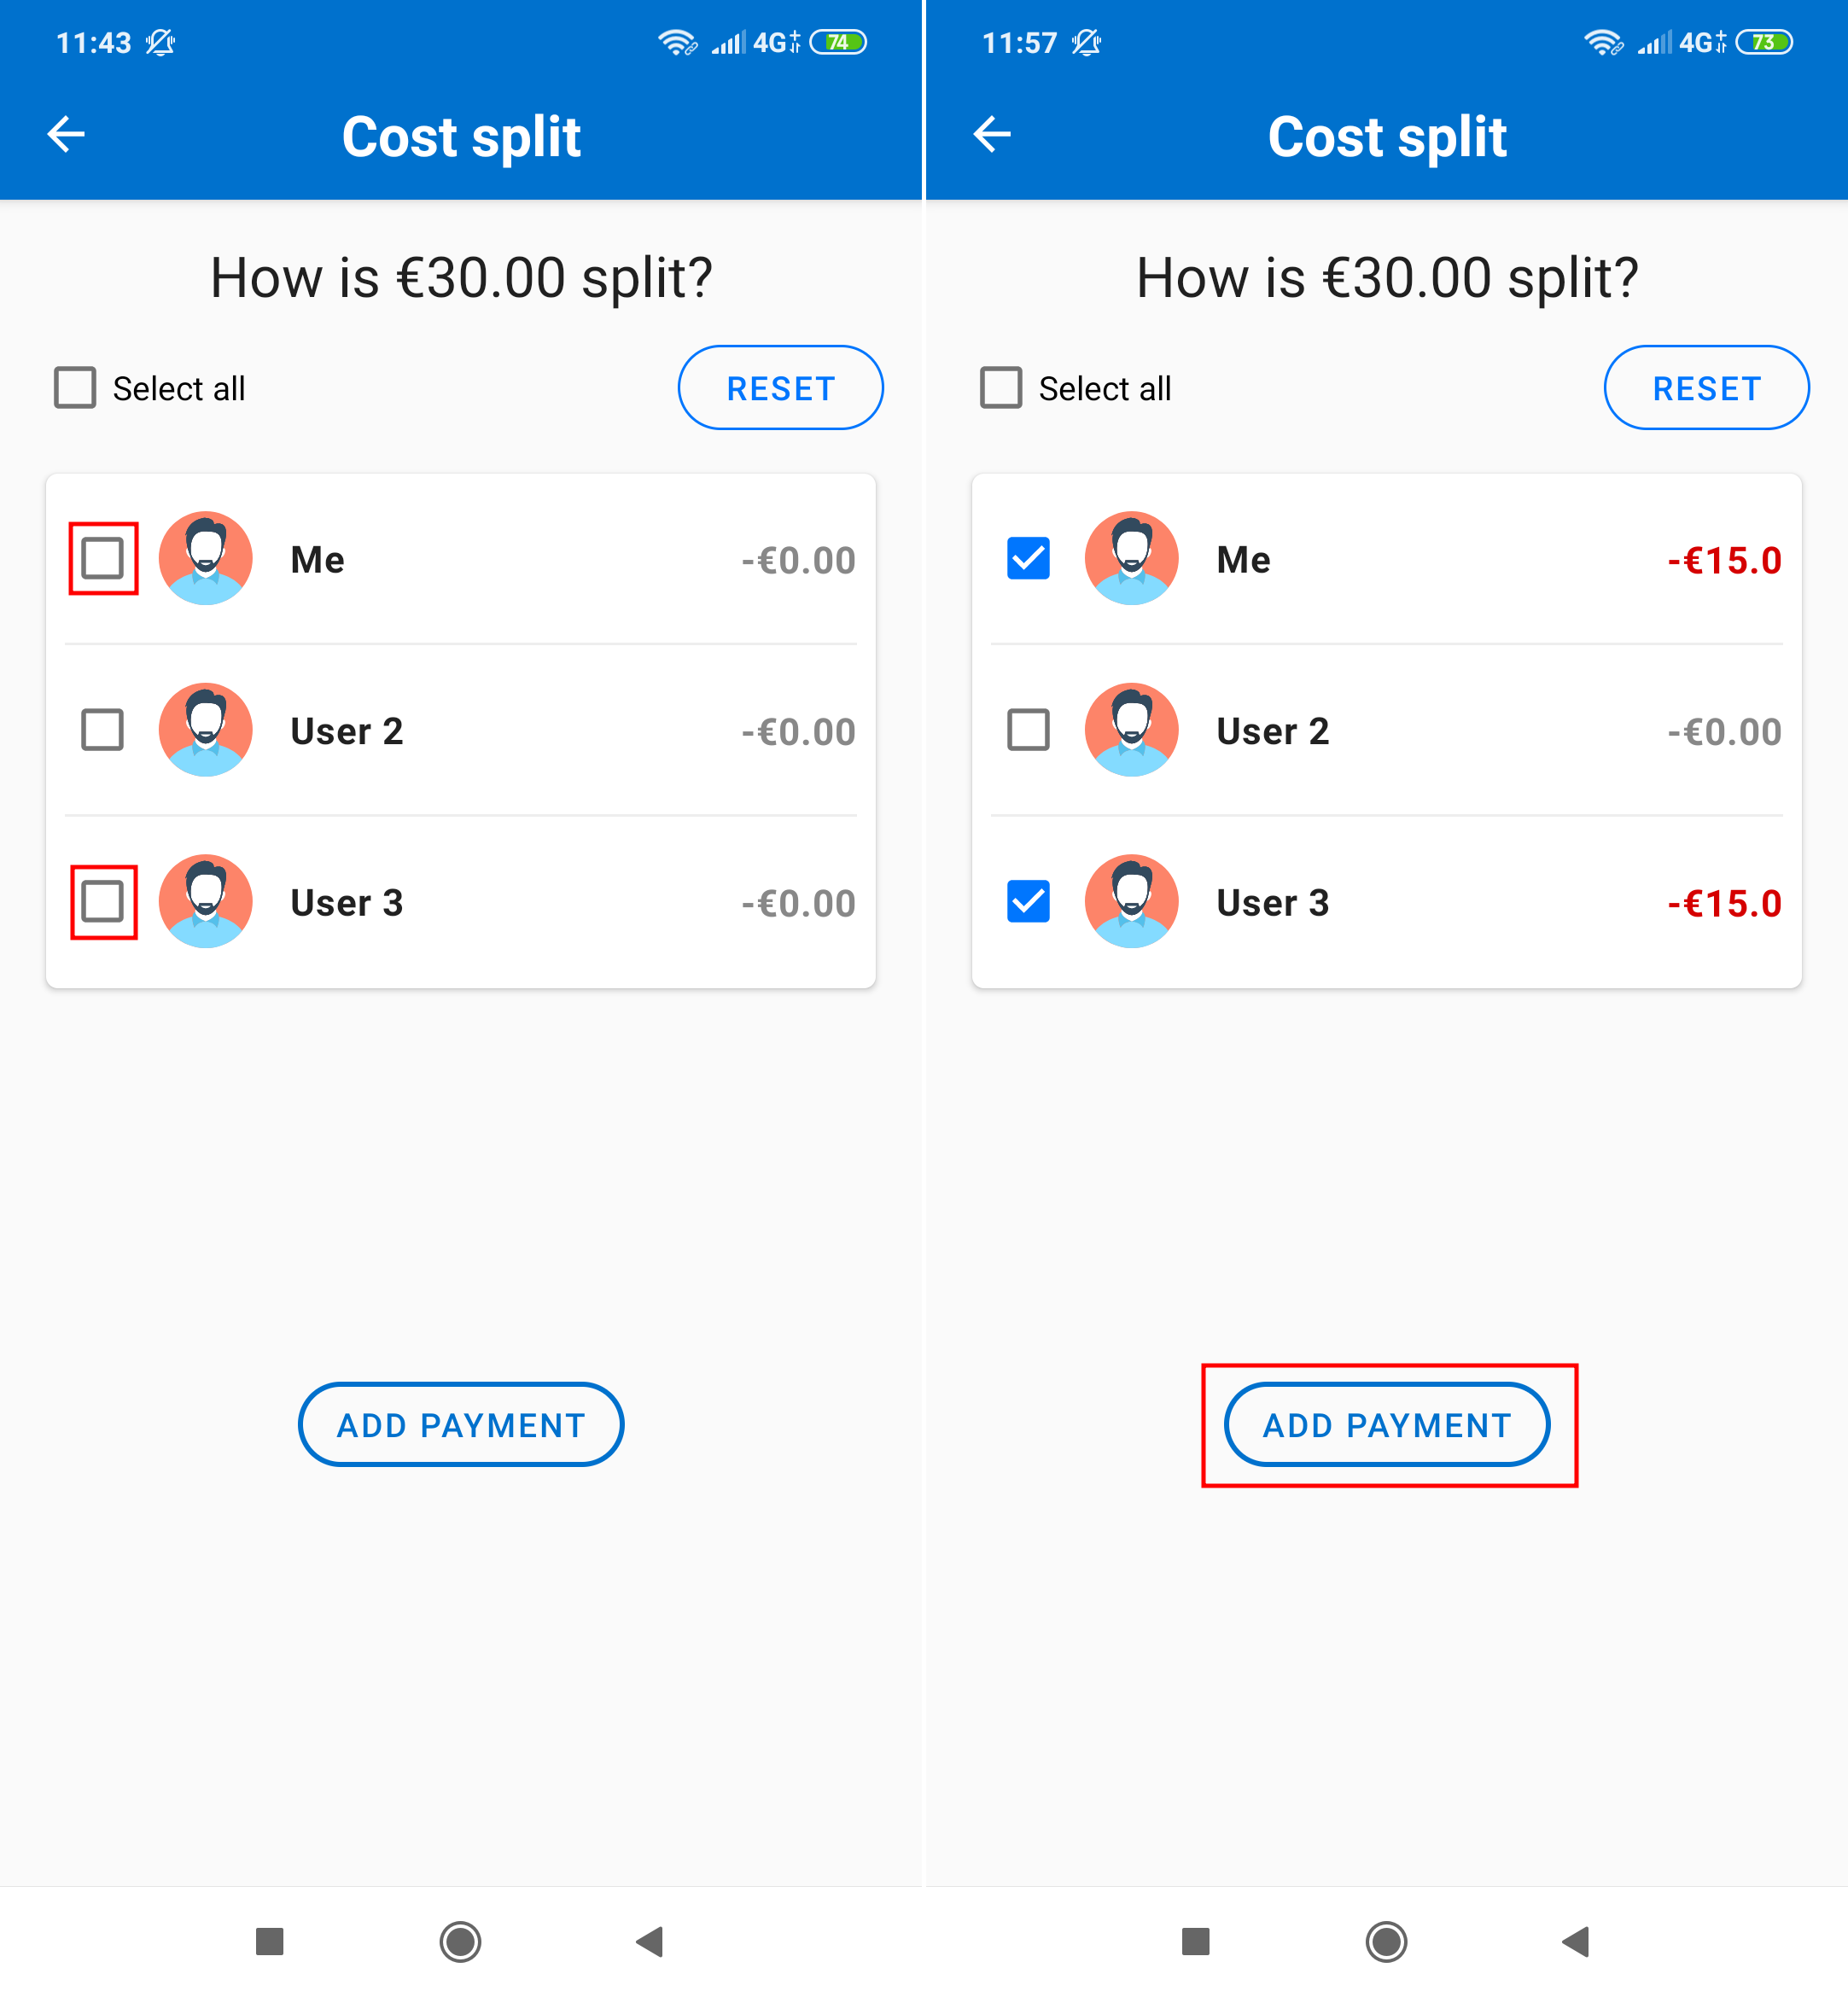 11:43 4G 74
Cost split
How is €30.00 split?
Select all RESET
Me -€0.00
User 2 -€0.00
User 3 -€0.00
ADD PAYMENT
11:57 4G 73
Cost split
How is €30.00 split?
Select all RESET
Me -€15.0
User 2 -€0.00
User 3 -€15.0
ADD PAYMENT